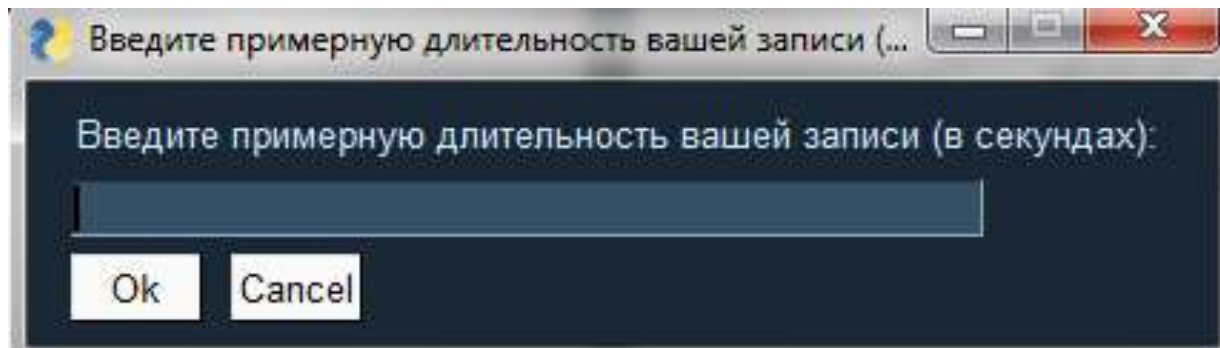 Введите примерную длительность вашей записи (...
Введите примерную длительность вашей записи (в секундах):
Ok Cancel